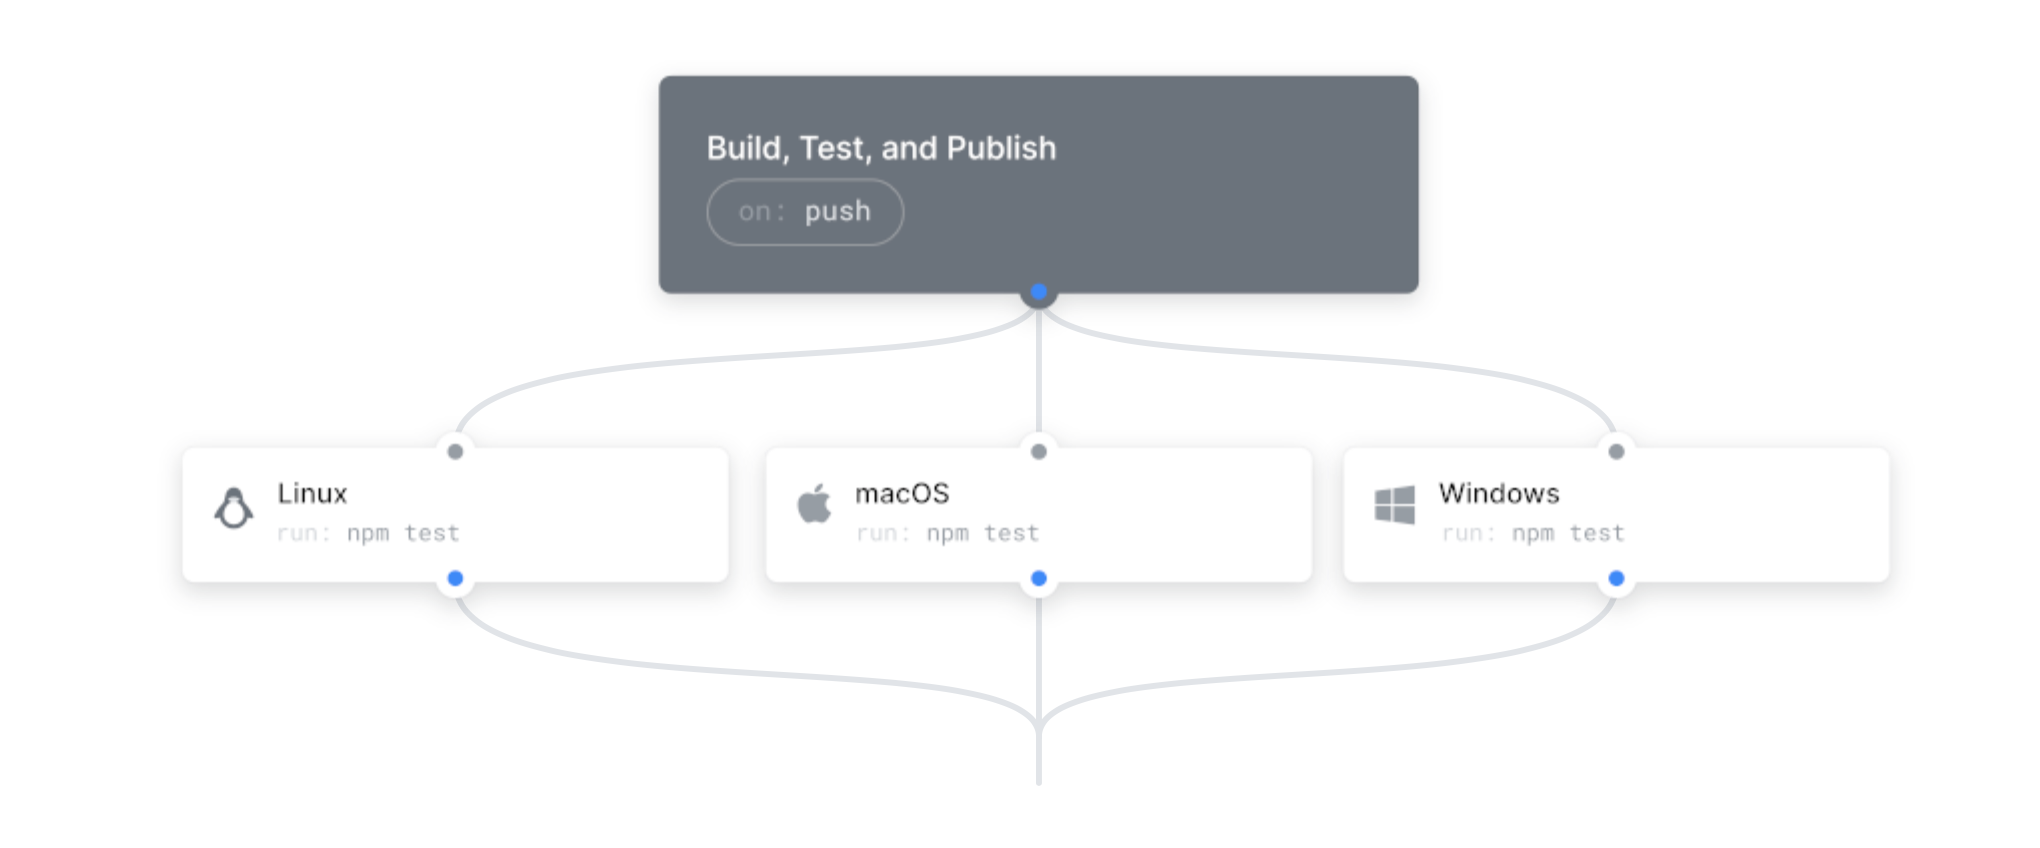 Build, Test, and Publish
on: push
Linux
run: npm test
macOS
run: npm test
Windows
run: npm test